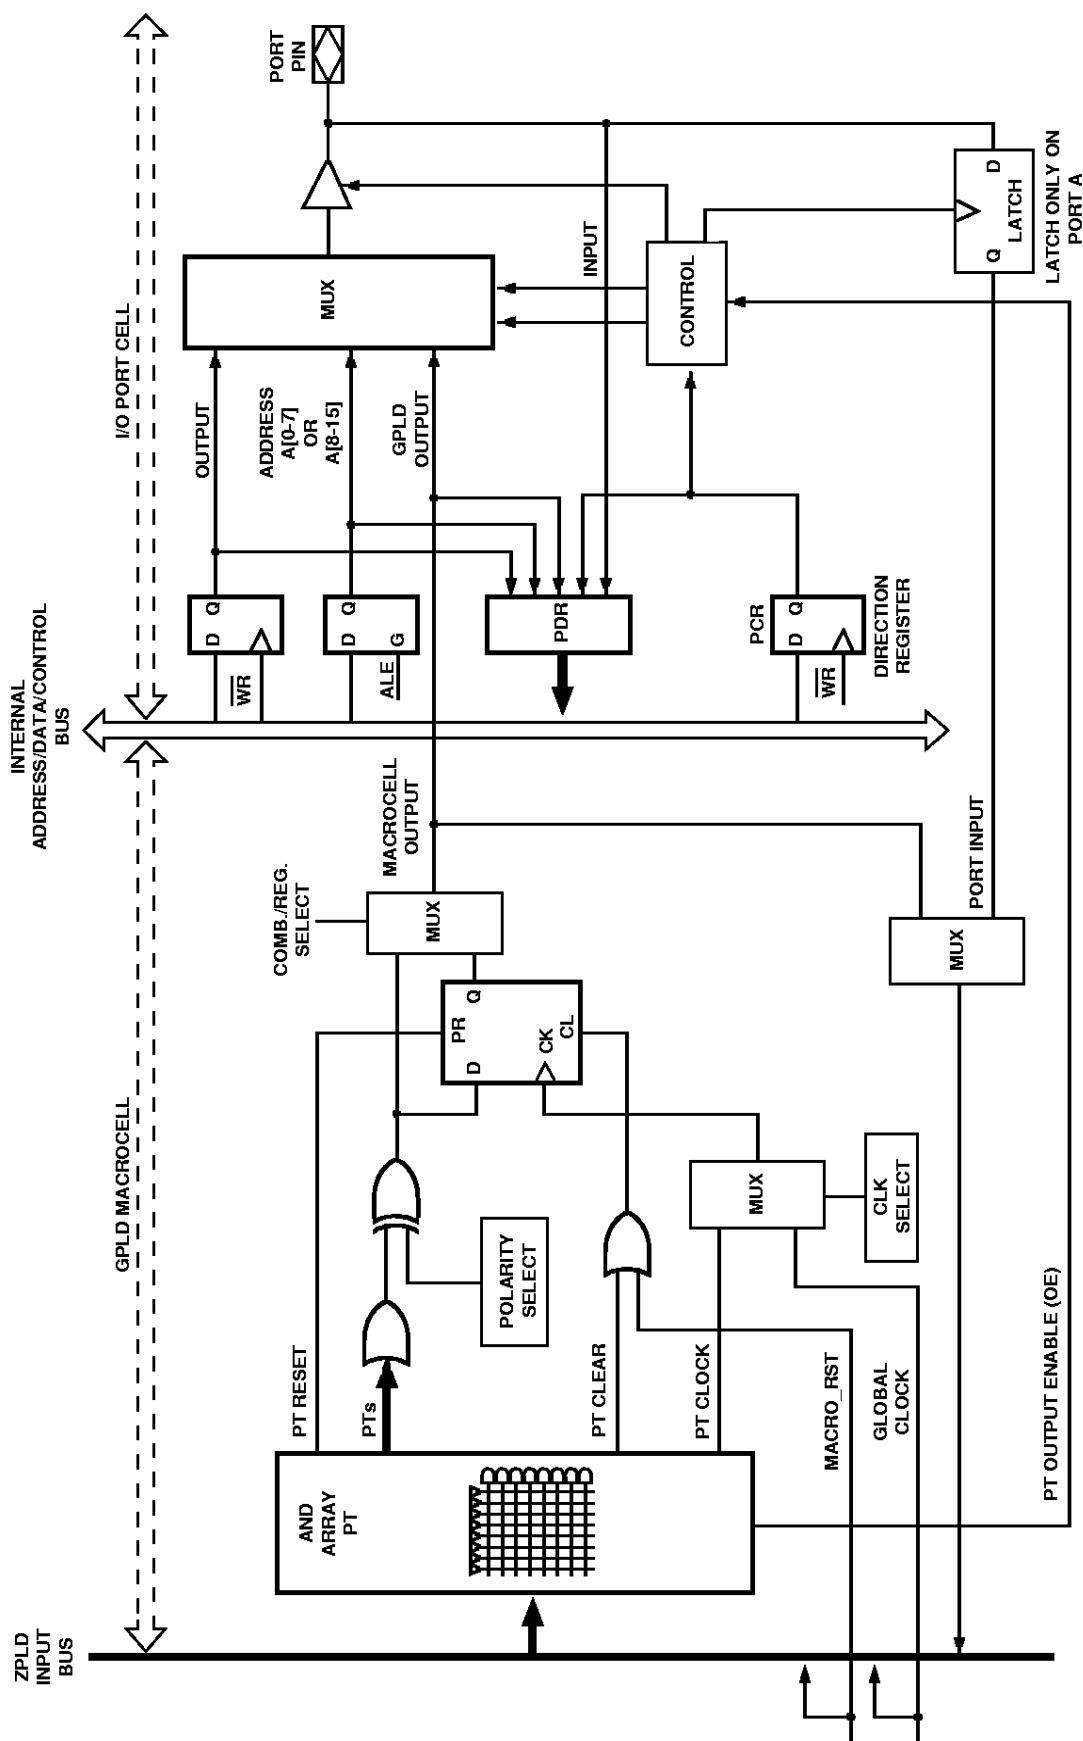 ZPLD
INPUT
BUS
GPLD MACROCELL
INTERNAL
ADDRESS/DATA/CONTROL
BUS
I/O PORT CELL
AND
ARRAY
PT
PT RESET
PTs
POLARITY
SELECT
PT CLEAR
PT CLOCK
MACRO_RST
GLOBAL
CLOCK
PT OUTPUT ENABLE (OE)
MUX
CLK
SELECT
PR
D
Q
CK
CL
COMB./REG.
SELECT
MUX
MACROCELL
OUTPUT
MUX
PORT INPUT
D
Q
WR
D
Q
G
ALE
PDR
PCR
D
Q
WR
DIRECTION
REGISTER
OUTPUT
ADDRESS
A[0-7]
OR
A[8-15]
GPLD
OUTPUT
MUX
INPUT
CONTROL
Q
D
LATCH
LATCH ONLY ON
PORT A
PORT
PIN